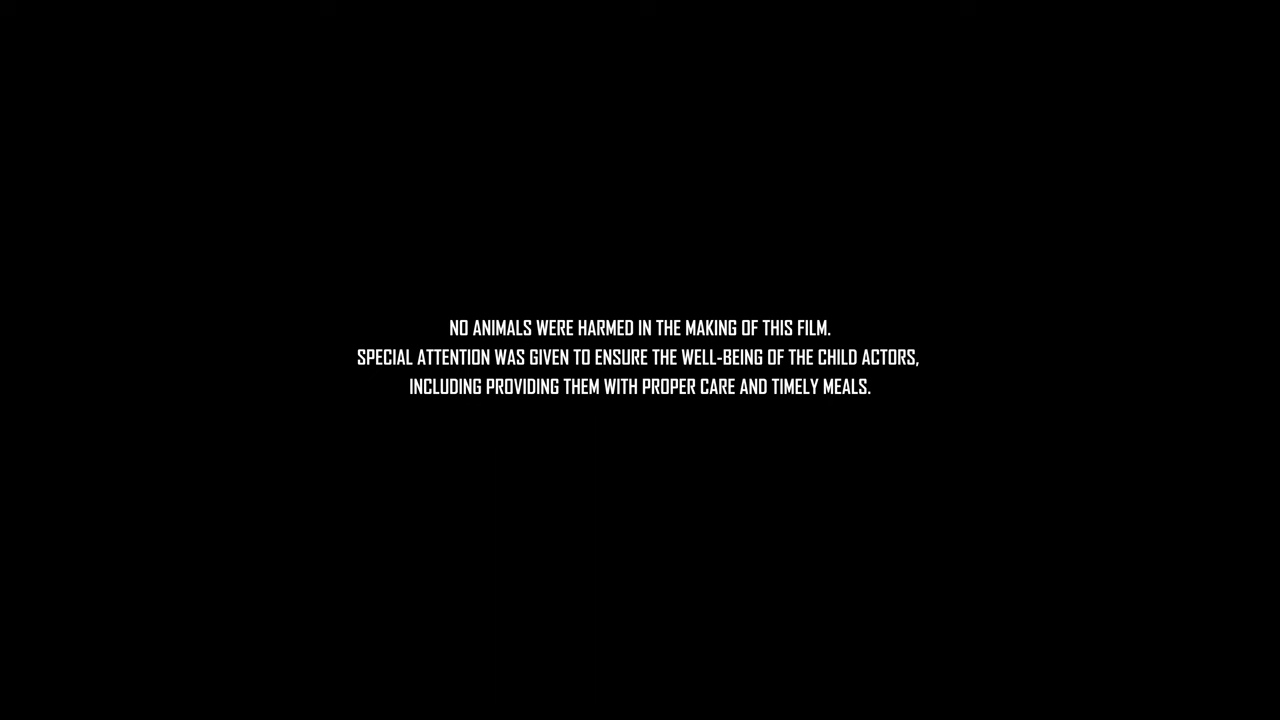 NO ANIMALS WERE HARMED IN THE MAKING OF THIS FILM.
SPECIAL ATTENTION WAS GIVEN TO ENSURE THE WELL-BEING OF THE CHILD ACTORS,
INCLUDING PROVIDING THEM WITH PROPER CARE AND TIMELY MEALS.